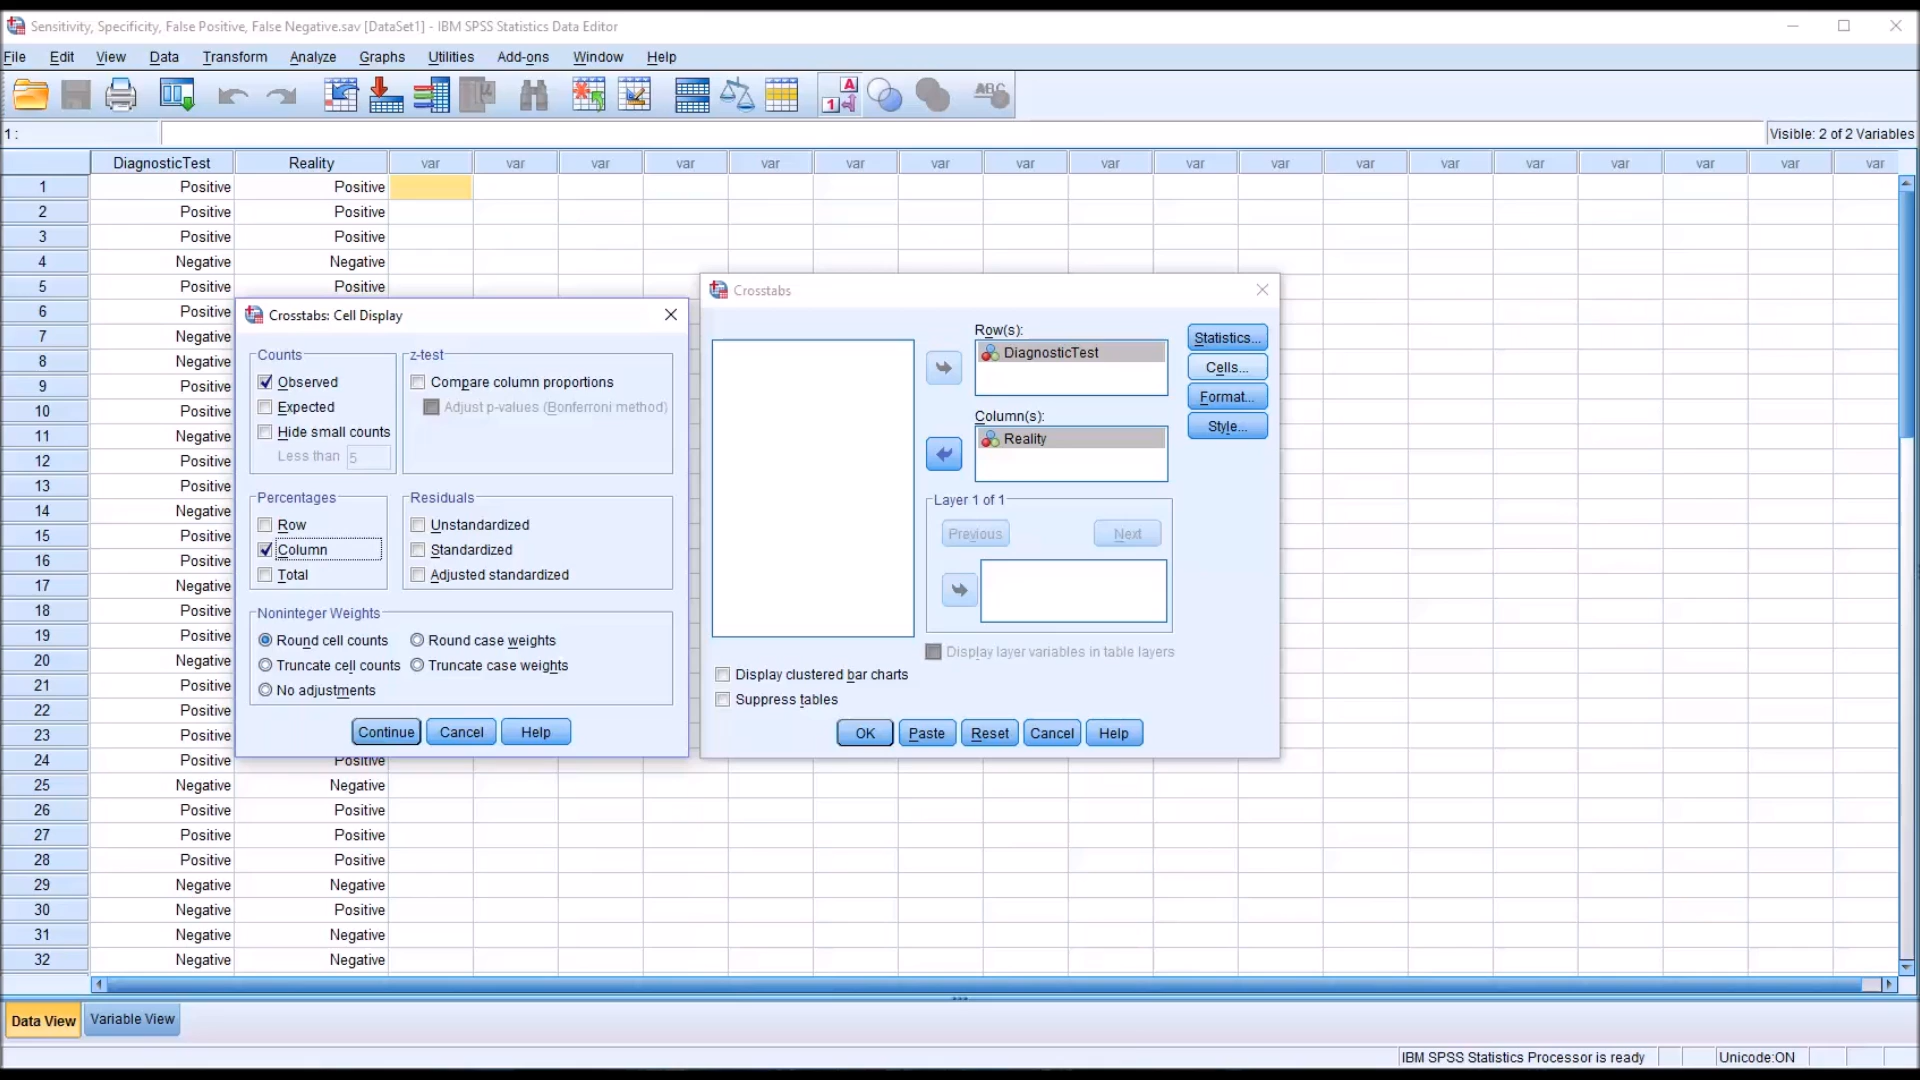 Sensitivity, Specificity, False Positive, False Negative.sav [DataSet1] - IBM SPSS Statistics Data Editor
File Edit View Data Transform Analyze Graphs Utilities Add-ons Window Help
1 A ABC
1 : Visible: 2 of 2 Variables
DiagnosticTest Reality var var var var var var var var var var var var var var var var var var
1 Positive Positive
2 Positive Positive
3 Positive Positive
4 Negative Negative
5 Positive Positive
6 Positive
7 Negative
8 Negative
9 Positive
10 Positive
11 Negative
12 Positive
13 Positive
14 Negative
15 Positive
16 Positive
17 Negative
18 Positive
19 Positive
20 Negative
21 Positive
22 Positive
23 Positive
24 Positive Positive
25 Negative Negative
26 Positive Positive
27 Positive Positive
28 Positive Positive
29 Negative Negative
30 Negative Positive
31 Negative Negative
32 Negative Negative
Crosstabs: Cell Display
Counts
Observed
Expected
Hide small counts
Less than 5
z-test
Compare column proportions
Adjust p-values (Bonferroni method)
Percentages
Row
Column
Total
Residuals
Unstandardized
Standardized
Adjusted standardized
Noninteger Weights
Round cell counts Round case weights
Truncate cell counts Truncate case weights
No adjustments
Continue Cancel Help
Crosstabs
Row(s):
DiagnosticTest
Column(s):
Reality
Statistics...
Cells...
Format...
Style...
Layer 1 of 1
Previous Next
Display layer variables in table layers
Display clustered bar charts
Suppress tables
OK Paste Reset Cancel Help
Data View Variable View
IBM SPSS Statistics Processor is ready Unicode:ON